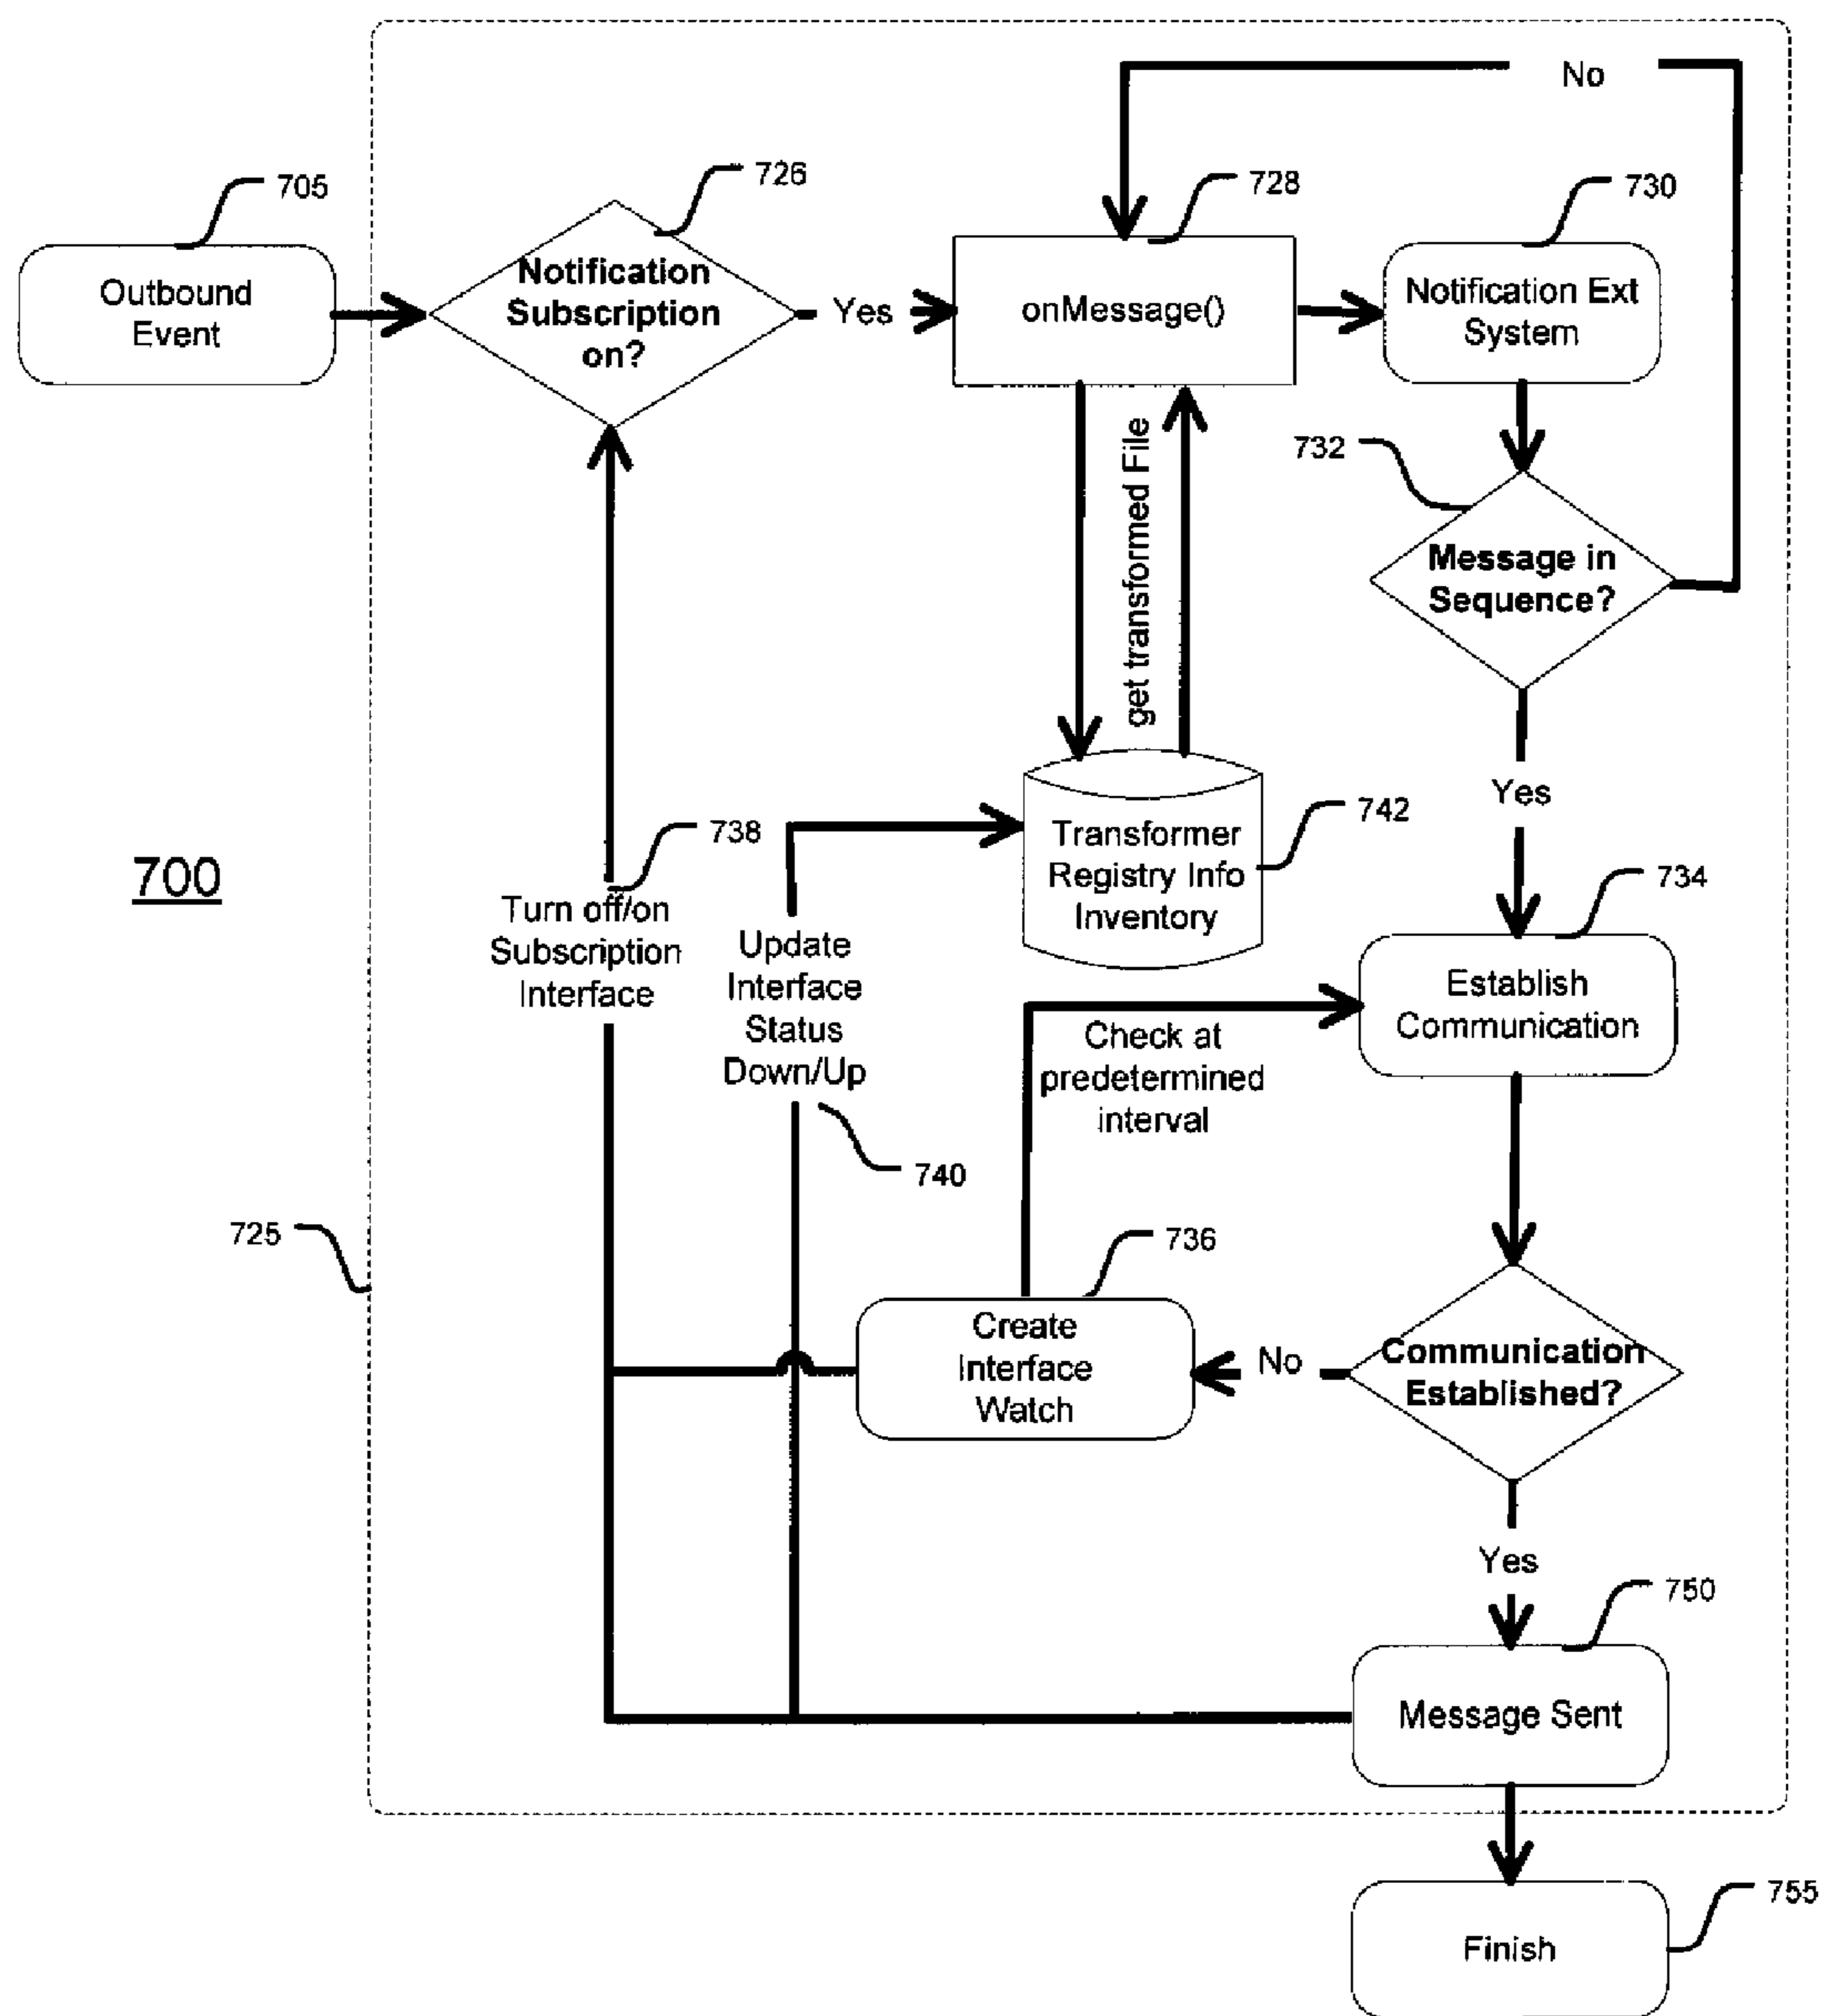 No
705
726
728
730
Outbound
Event
Notification
Subscription
on?
Yes
onMessage()
Notification Ext
System
get transformed File
732
Message in
Sequence?
Yes
738
742
Transformer
Registry Info
Inventory
700
Turn off/on
Subscription
Interface
Update
Interface
Status
Down/Up
734
Establish
Communication
Check at
predetermined
interval
740
725
736
Create
Interface
Watch
No
Communication
Established?
Yes
750
Message Sent
755
Finish